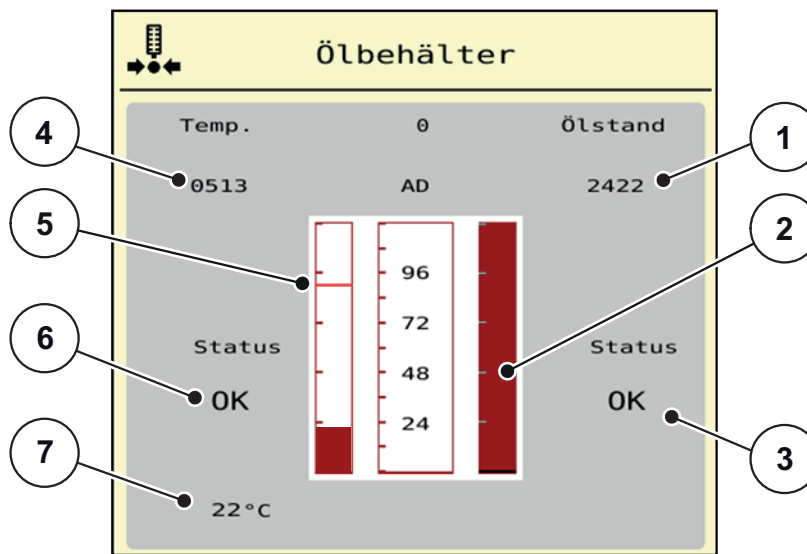 Ölbehälter
Temp. 0 Ölstand
4 1
0513 AD 2422
5 2
96
72
6 Status Status
48
OK OK
24
7 3
22°C